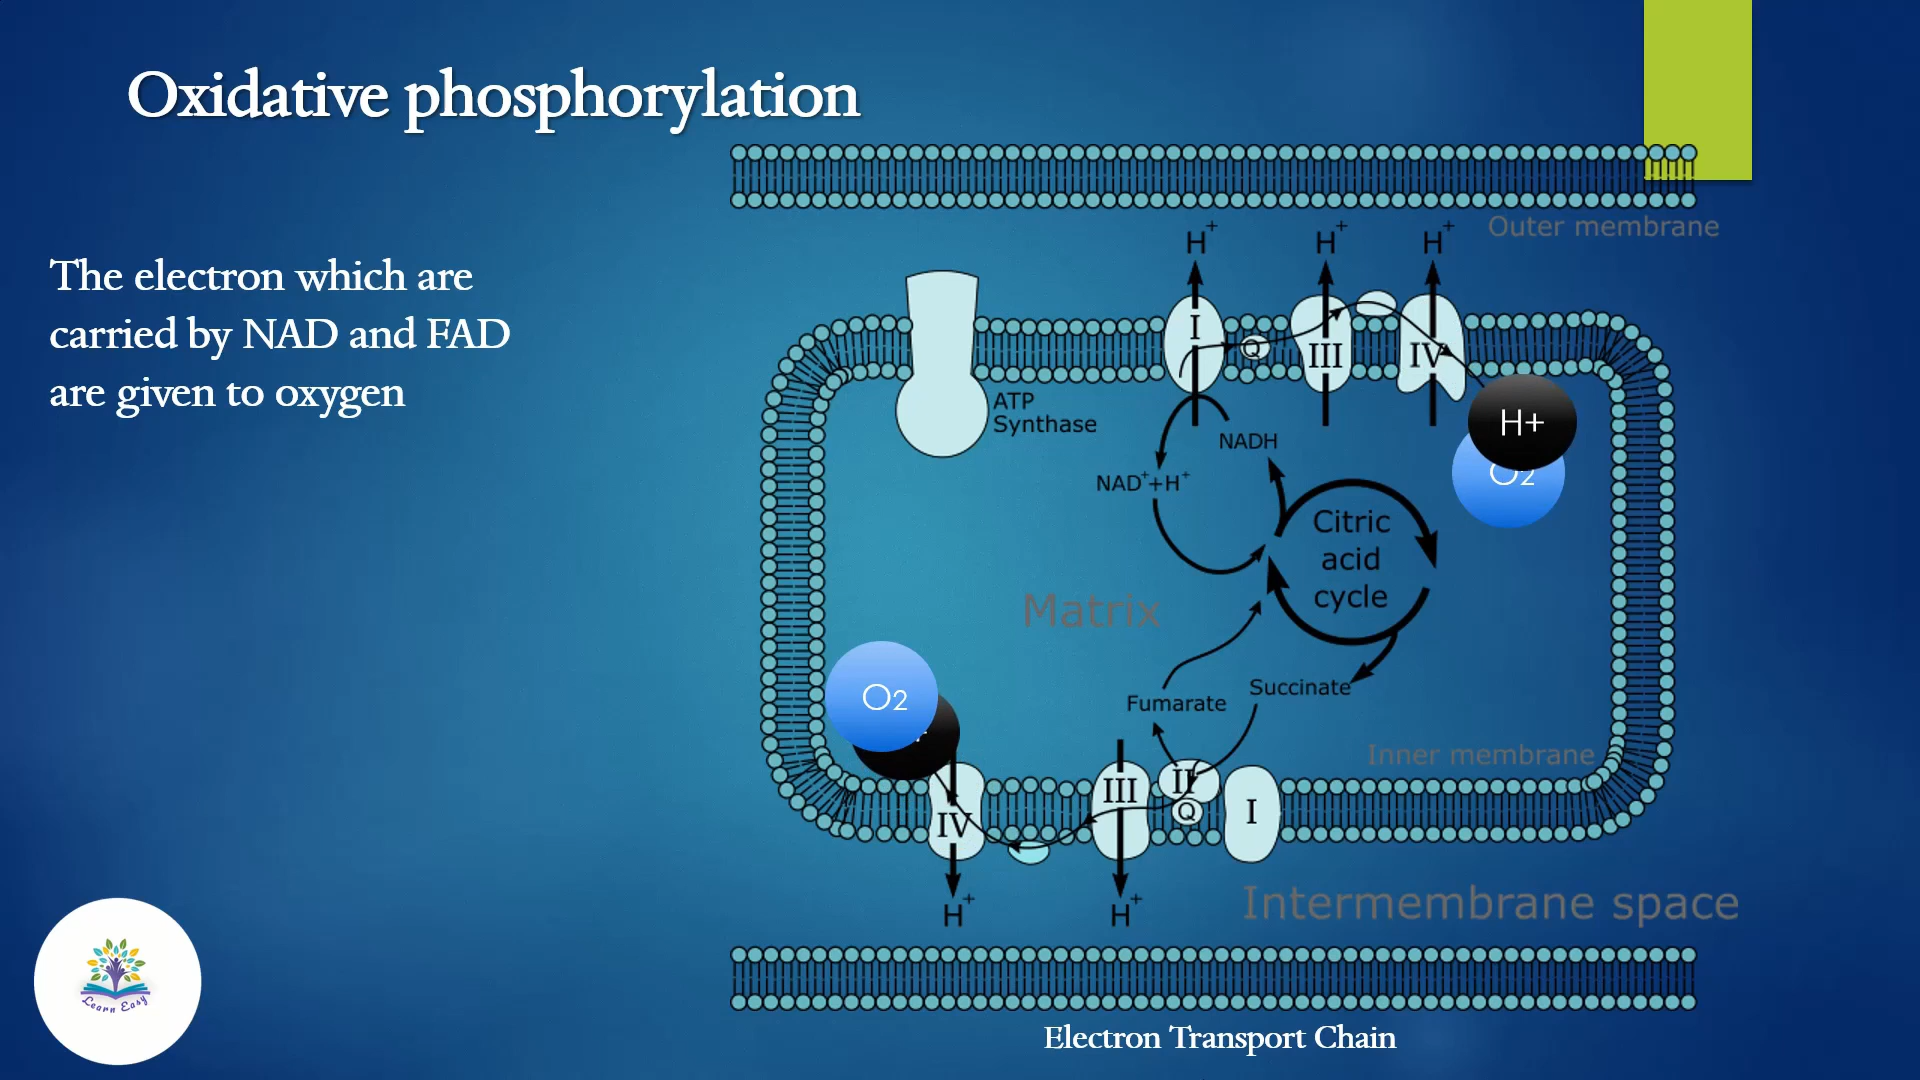 Oxidative phosphorylation
The electron which are
carried by NAD and FAD
are given to oxygen
Outer membrane
H+
H+
H+
I
Q
III
IV
ATP
Synthase
H+
O2
NADH
NAD++H+
Citric
acid
cycle
Matrix
O2
Fumarate
Succinate
Inner membrane
IV
III
II
Q
I
H+
H+
Intermembrane space
Learn Easy
Electron Transport Chain